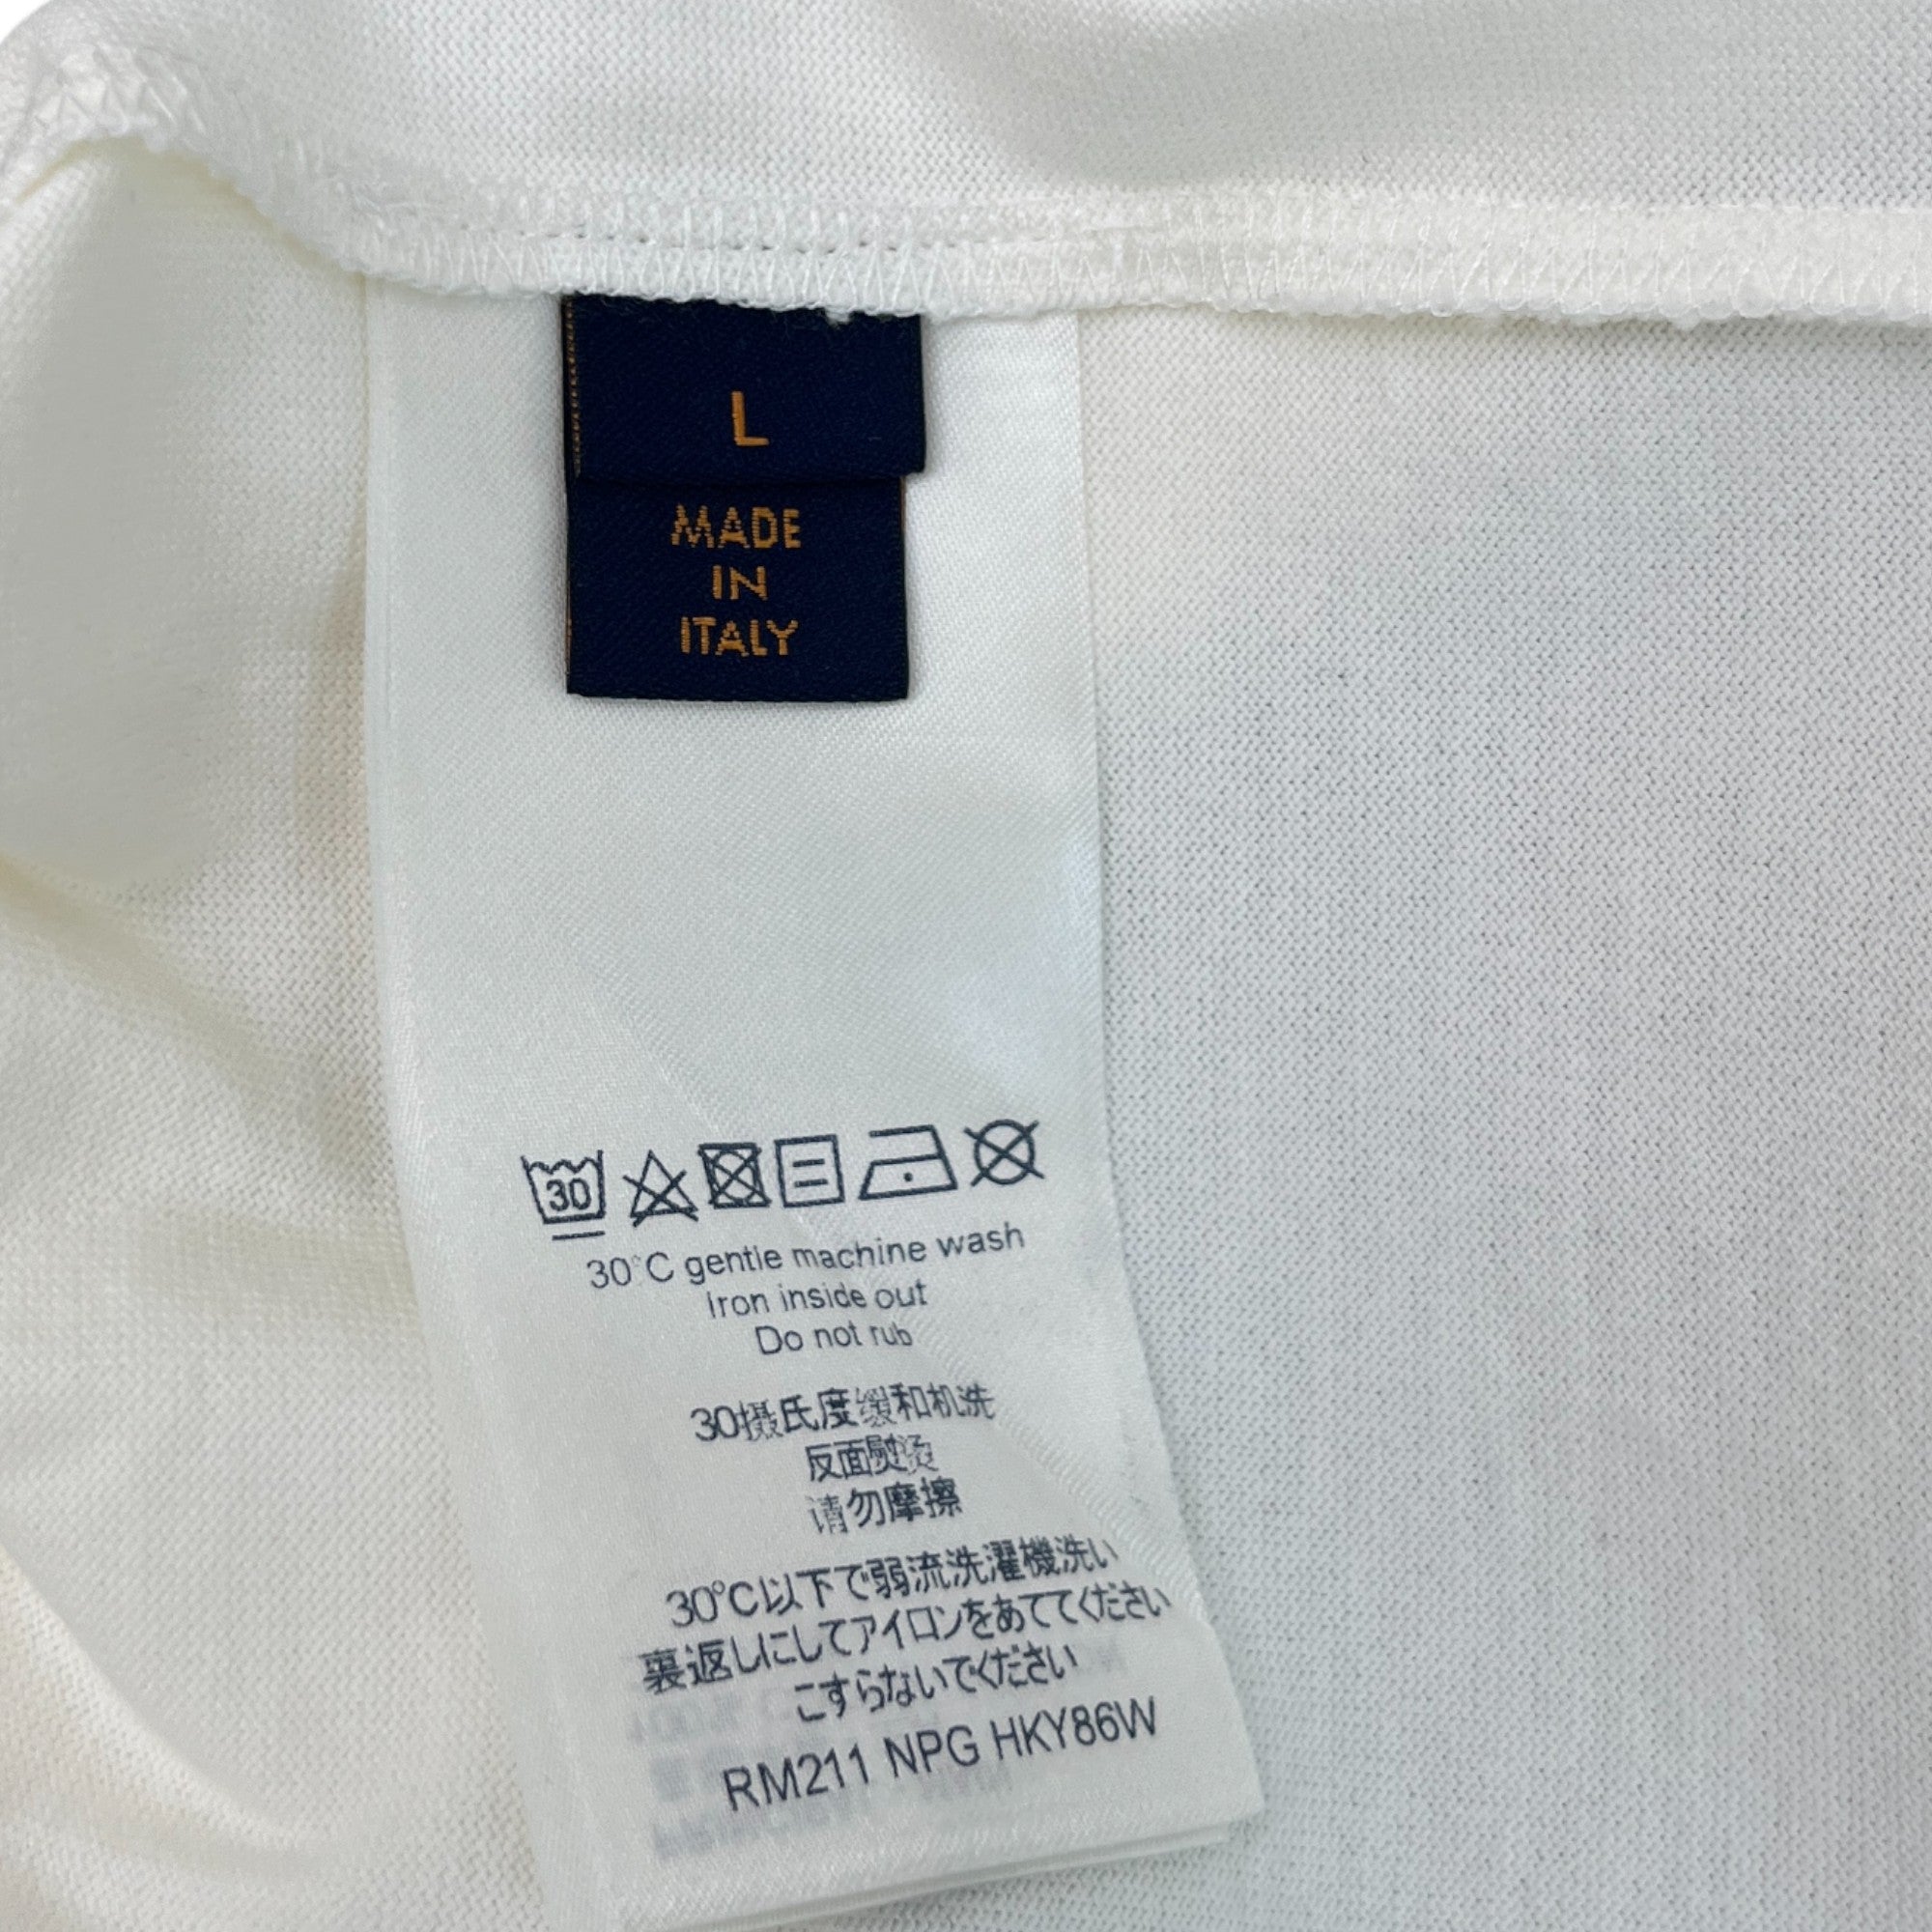 L
MADE
IN
ITALY
30
30°C gentle machine wash
Iron inside out
Do not rub
30摄氏度缓和机洗
反面熨烫
请勿摩擦
30°C以下で弱流洗濯機洗い
裏返しにしてアイロンをあててください
こすらないでください
RM211 NPG HKY86W